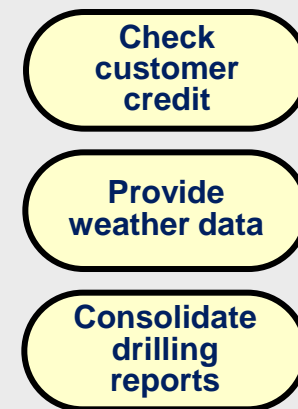 Check
customer
credit
Provide
weather data
Consolidate
drilling
reports